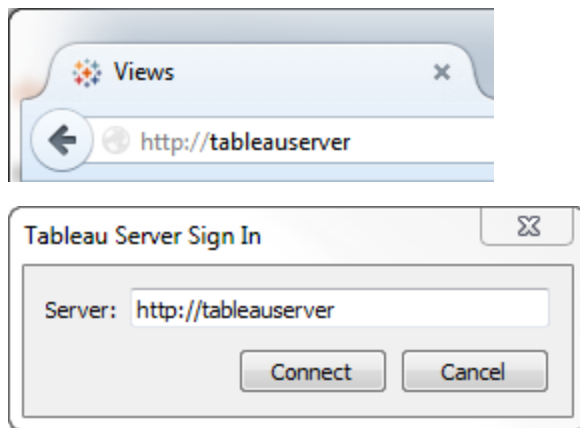 Views
http://tableauserver
Tableau Server Sign In
Server: http://tableauserver
Connect Cancel